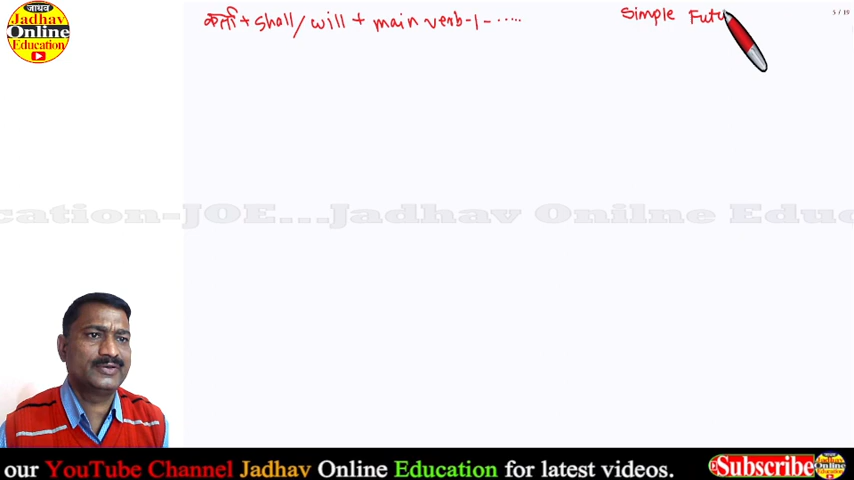 जाधव
Jadhav
Online
Education
कर्ता + shall/will + main verb-1 - .....
Simple Futu
5 / 19
cation-JOE...Jadhav Onilne Educ
our YouTube Channel Jadhav Online Education for latest videos.
Subscribe